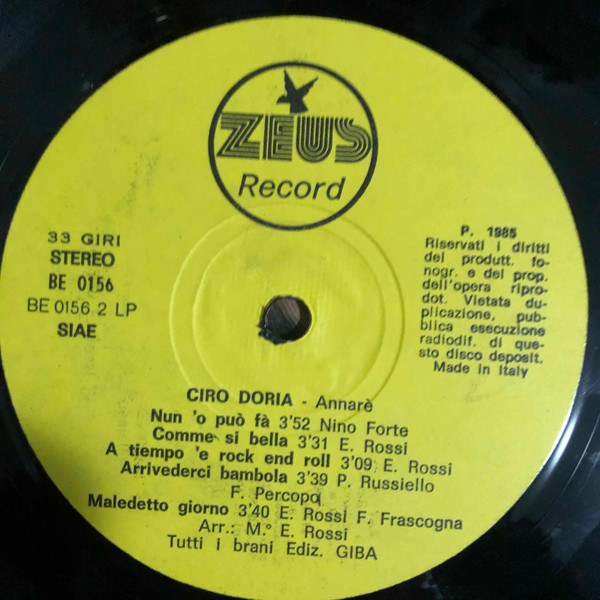 ZEUS
Record
33 GIRI
STEREO
BE 0156
BE 0156 2 LP
SIAE
P. 1985
Riservati i diritti
del produtt. fo-
nogr. e del prop.
dell'opera ripro-
dot. Vietata du-
plicazione, pub-
blica esecuzione
radiodif. di que-
sto disco deposit.
Made in Italy
CIRO DORIA - Annarè
Nun 'o può fà 3'52 Nino Forte
Comme si bella 3'31 E. Rossi
A tiempo 'e rock end roll 3'09 E. Rossi
Arrivederci bambola 3'39 P. Russiello
F. Percopo
Maledetto giorno 3'40 E. Rossi F. Frascogna
Arr.: M.° E. Rossi
Tutti i brani Ediz. GIBA